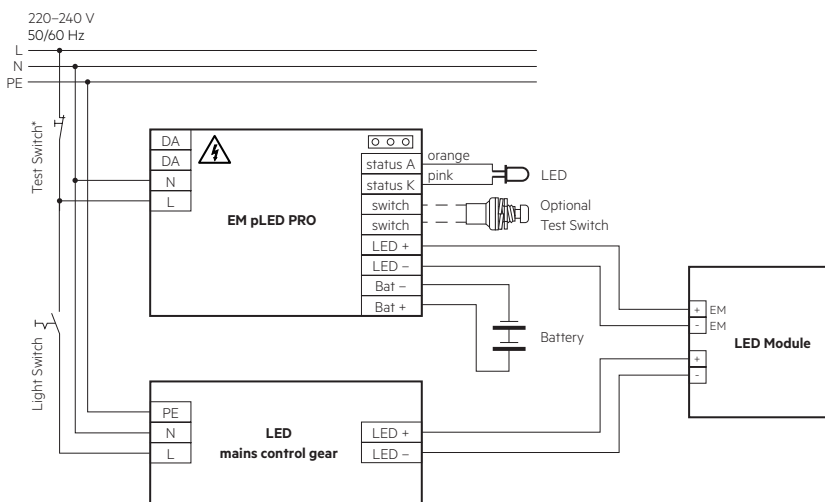 220–240 V
50/60 Hz
L
N
PE
Test Switch*
Light Switch
DA
DA
N
L
EM pLED PRO
status A
status K
switch
switch
LED +
LED –
Bat –
Bat +
orange
pink
LED
Optional
Test Switch
Battery
+ EM
- EM
+
-
LED Module
PE
N
L
LED
mains control gear
LED +
LED –